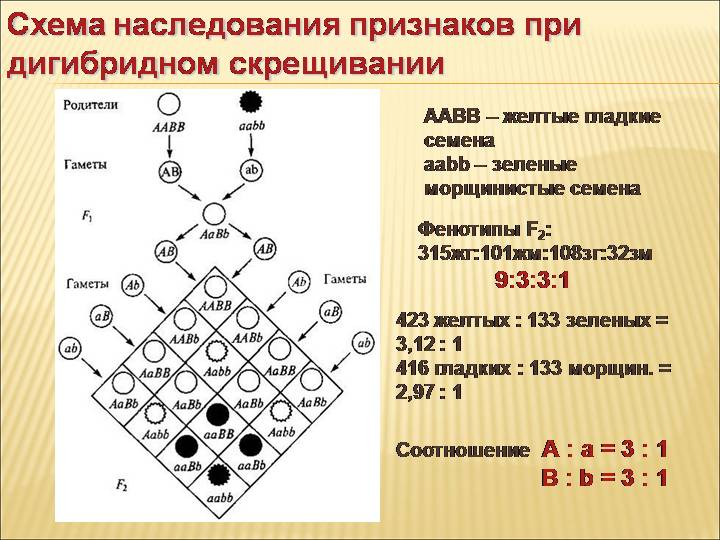 Схема наследования признаков при
дигибридном скрещивании
Родители
AABB
aabb
Гаметы
AB
ab
F₁
AaBb
AB
AB
Гаметы
Гаметы
Ab
Ab
aB
aB
ab
ab
AABB
AABb AABb
AaBB AAbb AaBB
AaBb AaBb AaBb AaBb
Aabb aaBB Aabb
aaBb aaBb
aabb
F₂
ААВВ – желтые гладкие
семена
aabb – зеленые
морщинистые семена
Фенотипы F₂:
315жг:101жм:108зг:32зм
9:3:3:1
423 желтых : 133 зеленых =
3,12 : 1
416 гладких : 133 морщин. =
2,97 : 1
Соотношение А : а = 3 : 1
В : b = 3 : 1